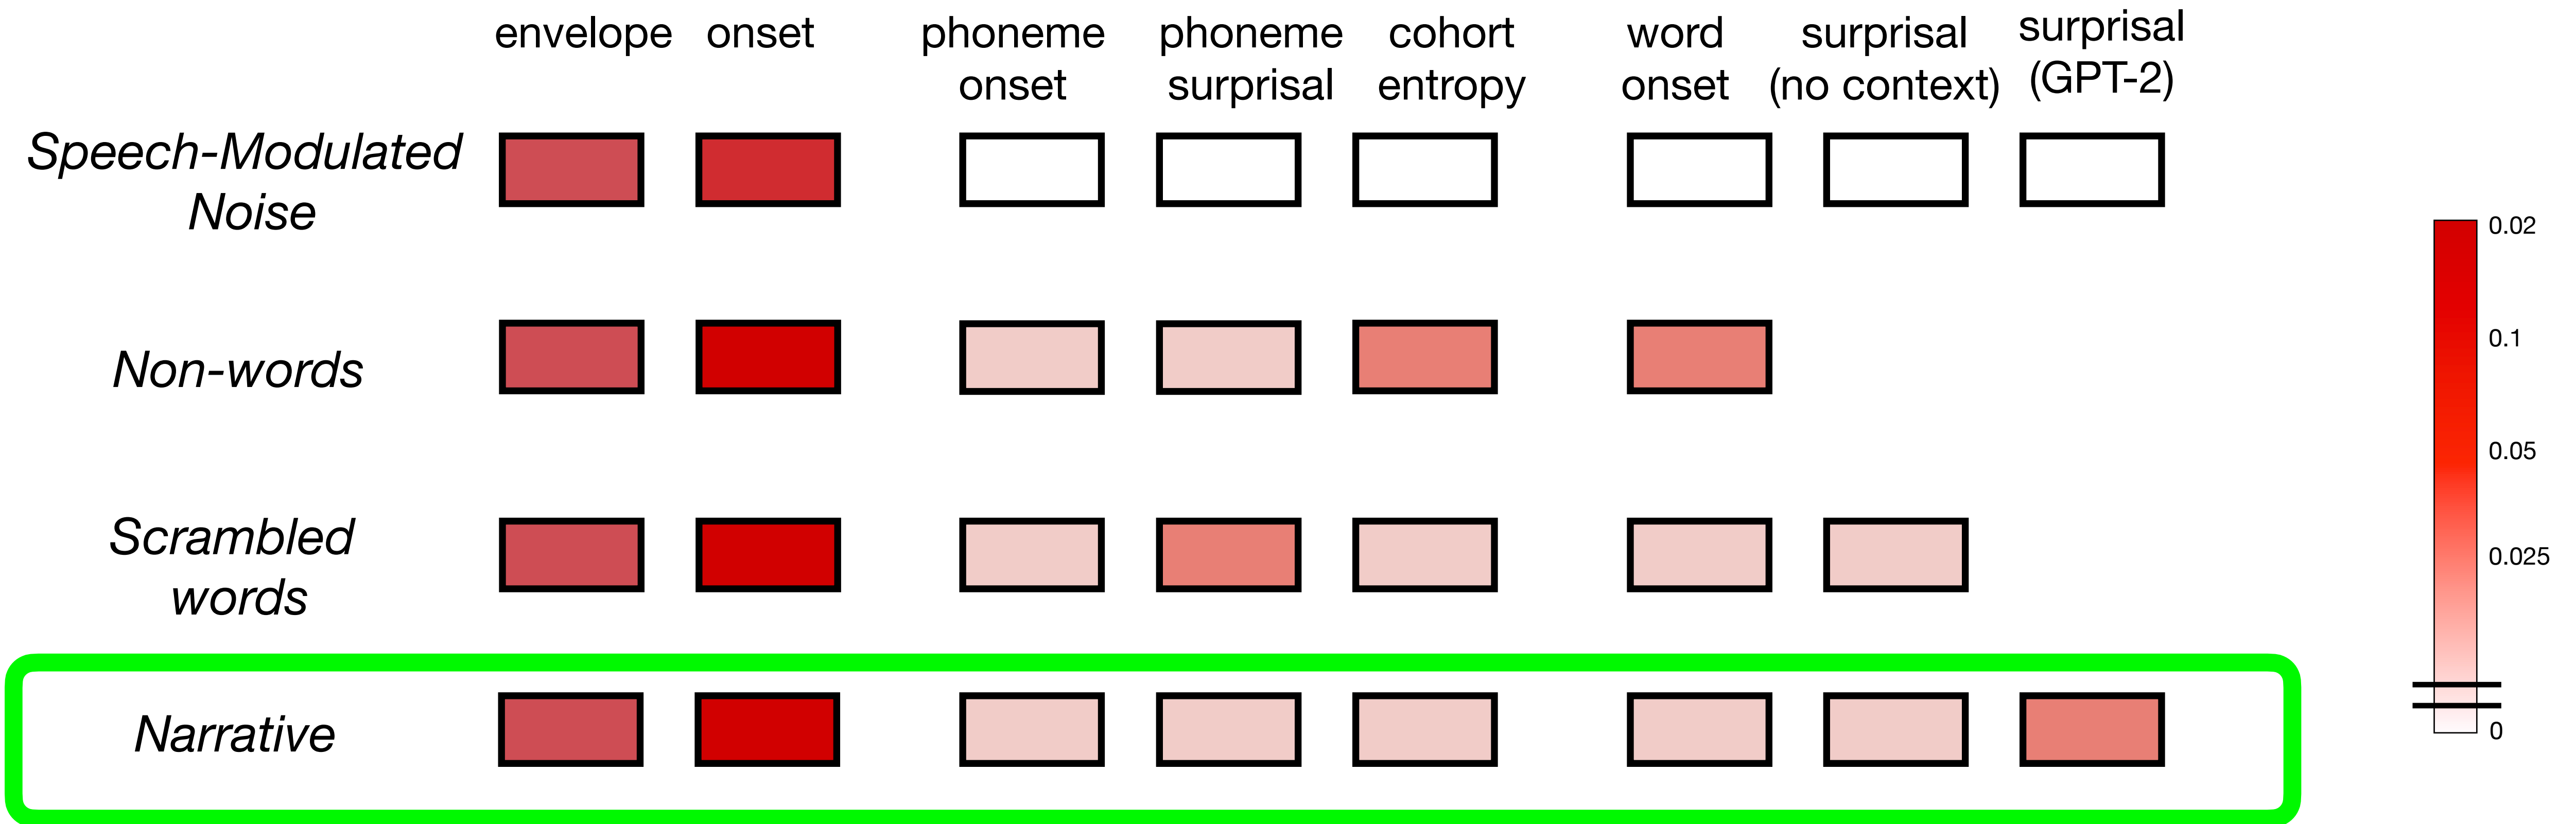 envelope onset phoneme phoneme cohort word surprisal surprisal
onset surprisal entropy onset (no context) (GPT-2)
Speech-Modulated
Noise
0.02
0.1
Non-words
0.05
Scrambled
words
0.025
Narrative
0